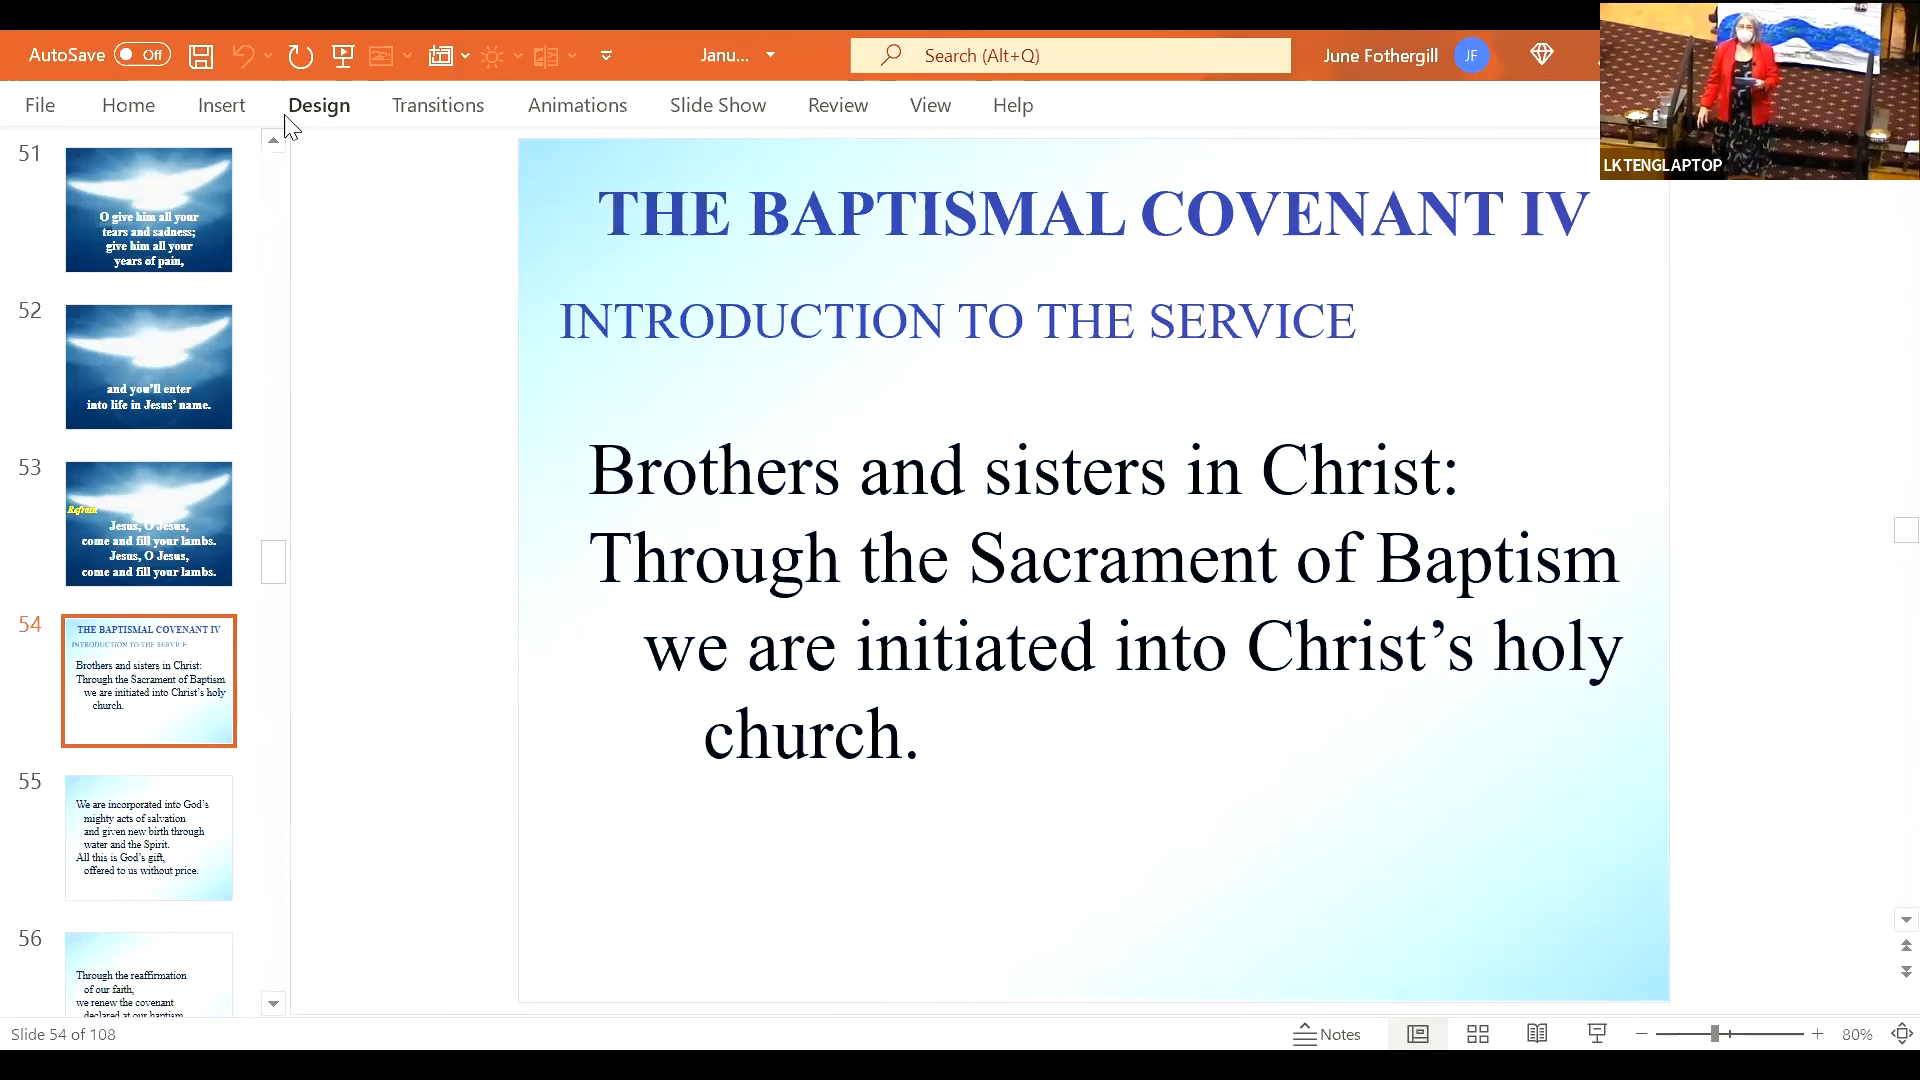 AutoSave Off
Janu...
Search (Alt+Q)
June Fothergill JF
File Home Insert Design Transitions Animations Slide Show Review View Help
LKTENGLAPTOP
51
O give him all your
tears and sadness;
give him all your
years of pain,
52
and you'll enter
into life in Jesus' name.
53
Refrain
Jesus, O Jesus,
come and fill your lambs.
Jesus, O Jesus,
come and fill your lambs.
54
THE BAPTISMAL COVENANT IV
INTRODUCTION TO THE SERVICE
Brothers and sisters in Christ:
Through the Sacrament of Baptism
we are initiated into Christ's holy
church.
55
We are incorporated into God's
mighty acts of salvation
and given new birth through
water and the Spirit.
All this is God's gift,
offered to us without price.
56
Through the reaffirmation
of our faith,
we renew the covenant
declared at our baptism
THE BAPTISMAL COVENANT IV
INTRODUCTION TO THE SERVICE
Brothers and sisters in Christ:
Through the Sacrament of Baptism
we are initiated into Christ's holy
church.
Slide 54 of 108
Notes
80%